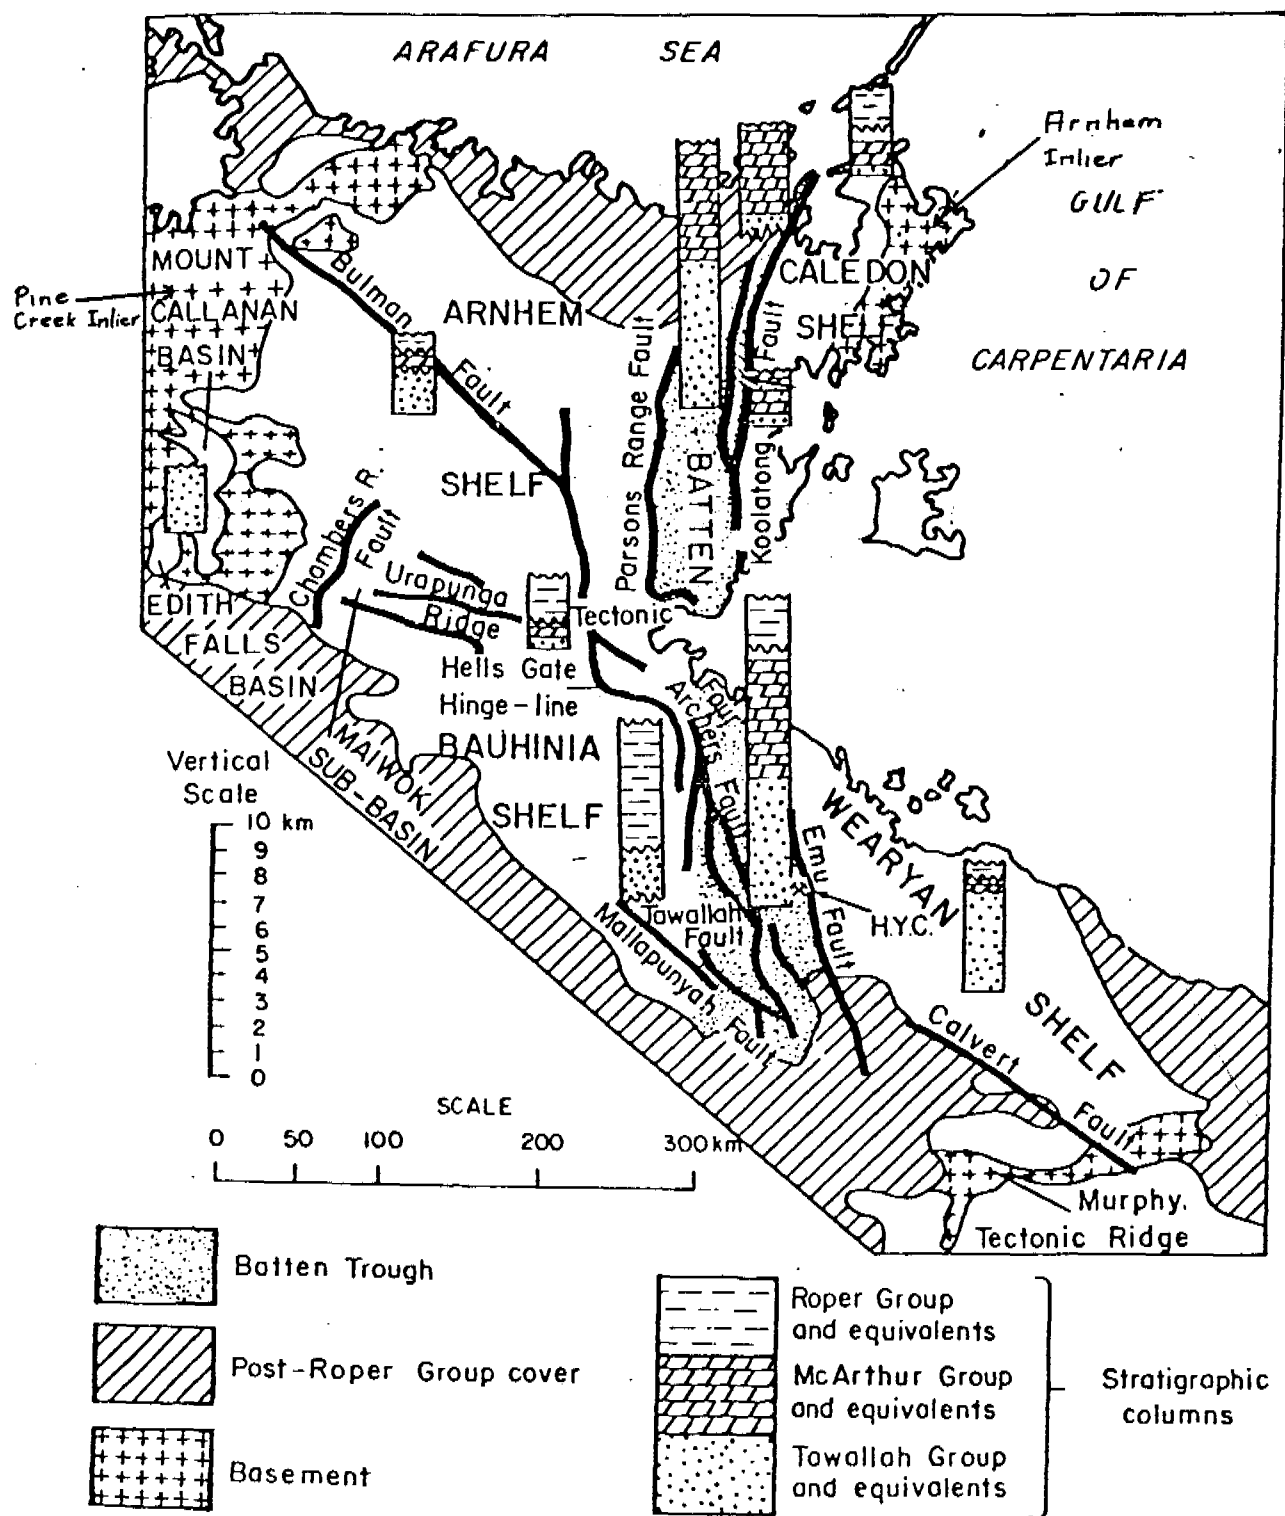 ARAFURA SEA
Arnhem
Inlier
GULF
OF
CARPENTARIA
MOUNT
CALLANAN
BASIN
Pine
Creek Inlier
Bulman
Fault
ARNHEM
SHELF
CALEDON
SHELF
Parsons Range Fault
BATTEN
Fault
Koolatong
Chambers R.
Fault
Urapunga
Ridge
Tectonic
EDITH
FALLS
BASIN
Hells Gate
Hinge-line
MAIWOK
SUB-BASIN
BAUHINIA
SHELF
Four
Archers Fault
WEARYAN
SHELF
Emu Fault
H.Y.C.
Tawallah
Fault
Mallapunyah
Fault
Calvert
Fault
Murphy.
Tectonic Ridge
Vertical
Scale
10 km
9
8
7
6
5
4
3
2
1
0
SCALE
0 50 100 200 300 km
Batten Trough
Post-Roper Group cover
Basement
Roper Group
and equivalents
McArthur Group
and equivalents
Tawallah Group
and equivalents
Stratigraphic
columns